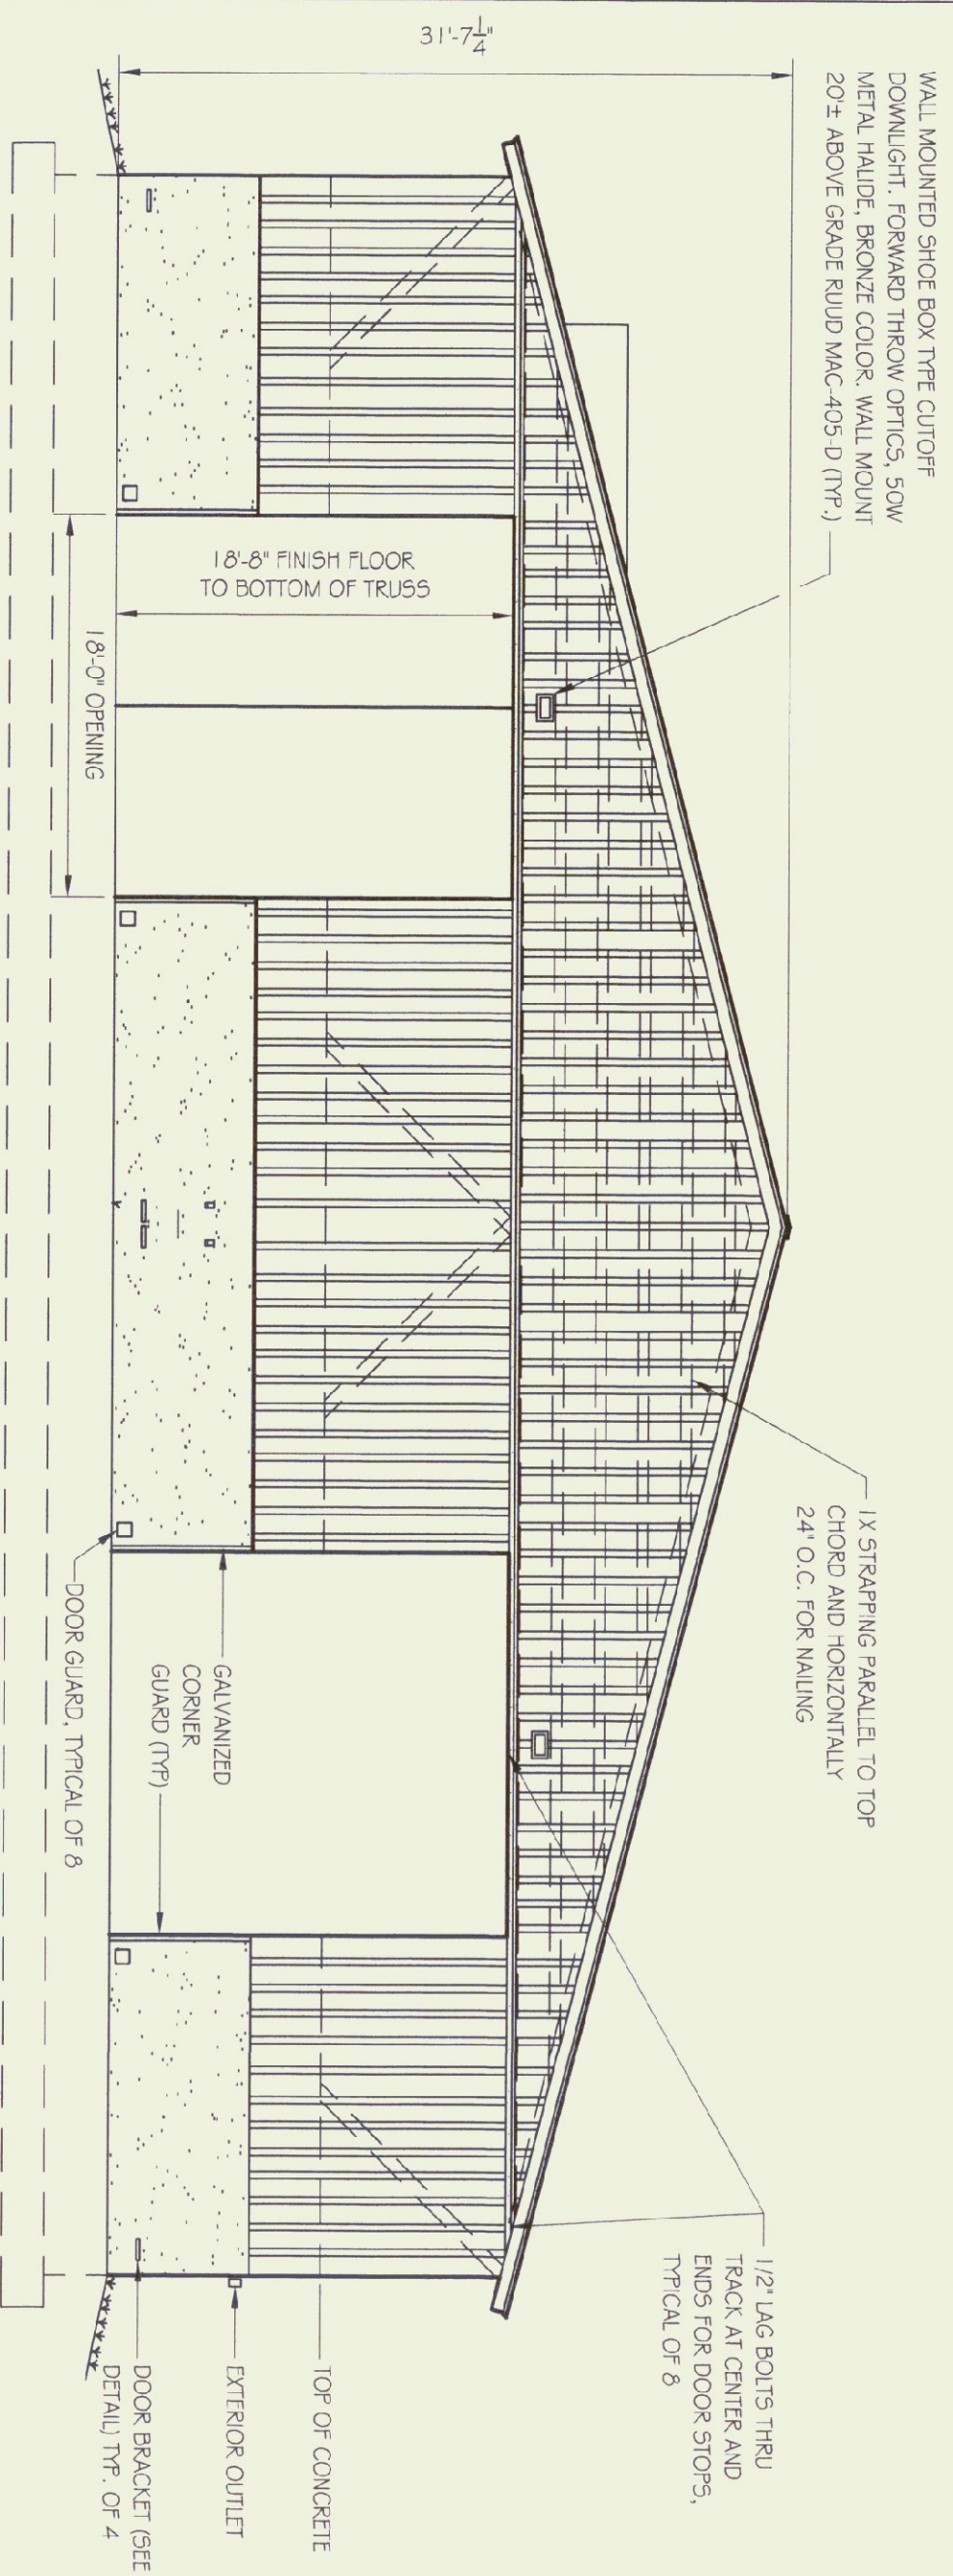 WALL MOUNTED SHOE BOX TYPE CUTOFF
DOWNLIGHT. FORWARD THROW OPTICS, 50W
METAL HALIDE, BRONZE COLOR. WALL MOUNT
20'± ABOVE GRADE RUUD MAC-405-D (TYP.)
1X STRAPPING PARALLEL TO TOP
CHORD AND HORIZONTALLY
24" O.C. FOR NAILING
1/2" LAG BOLTS THRU
TRACK AT CENTER AND
ENDS FOR DOOR STOPS,
TYPICAL OF 8
31'-7 1/4"
18'-8" FINISH FLOOR
TO BOTTOM OF TRUSS
18'-0" OPENING
GALVANIZED
CORNER
GUARD (TYP)
DOOR GUARD, TYPICAL OF 8
TOP OF CONCRETE
EXTERIOR OUTLET
DOOR BRACKET (SEE
DETAIL) TYP. OF 4